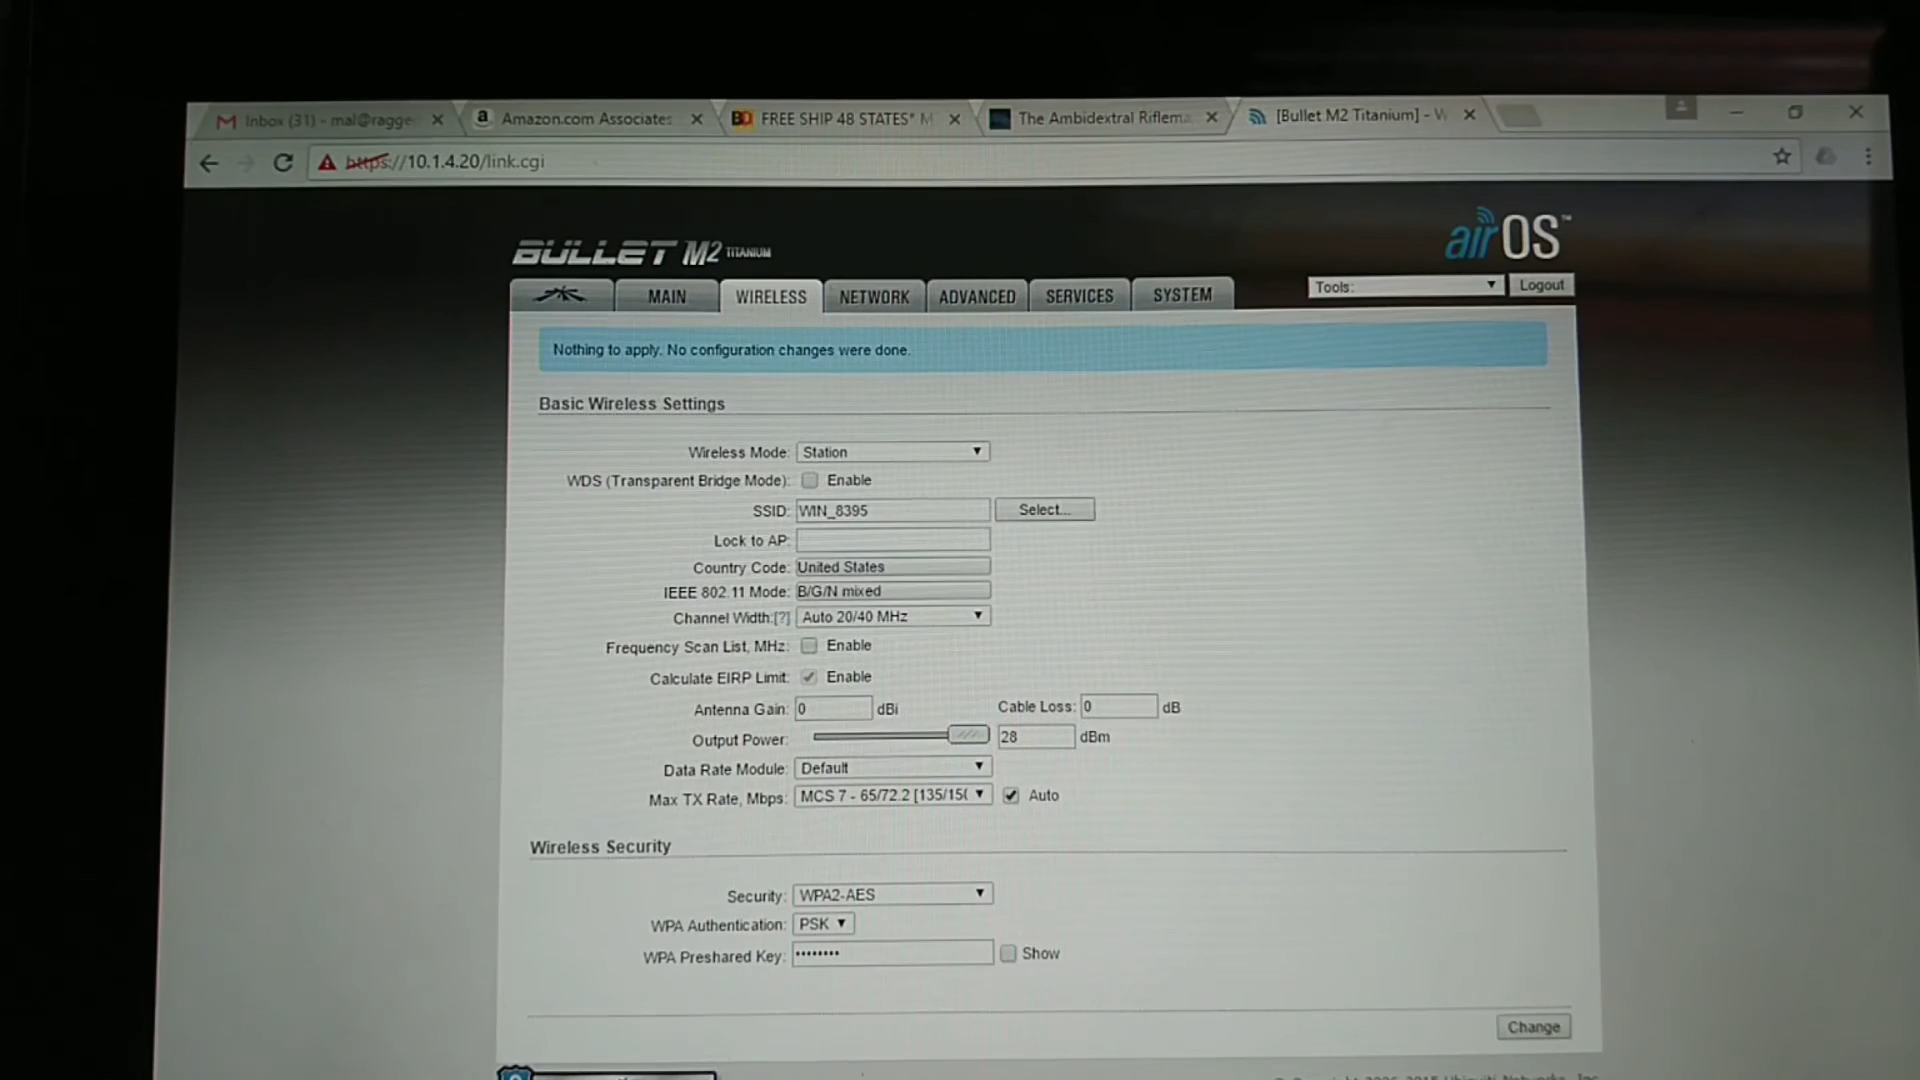 Inbox (31) - mal@ragge
Amazon.com Associates
FREE SHIP 48 STATES* M
The Ambidextral Riflema
[Bullet M2 Titanium] - W
https://10.1.4.20/link.cgi
airOS™
BULLET M2 TITANIUM
MAIN
WIRELESS
NETWORK
ADVANCED
SERVICES
SYSTEM
Tools:
Logout
Nothing to apply. No configuration changes were done.
Basic Wireless Settings
Wireless Mode: Station
WDS (Transparent Bridge Mode): Enable
SSID: WIN_8395 Select...
Lock to AP:
Country Code: United States
IEEE 802.11 Mode: B/G/N mixed
Channel Width:[?] Auto 20/40 MHz
Frequency Scan List, MHz: Enable
Calculate EIRP Limit: Enable
Antenna Gain: 0 dBi Cable Loss: 0 dB
Output Power: 28 dBm
Data Rate Module: Default
Max TX Rate, Mbps: MCS 7 - 65/72.2 [135/150 Auto
Wireless Security
Security: WPA2-AES
WPA Authentication: PSK
WPA Preshared Key: •••••••• Show
Change